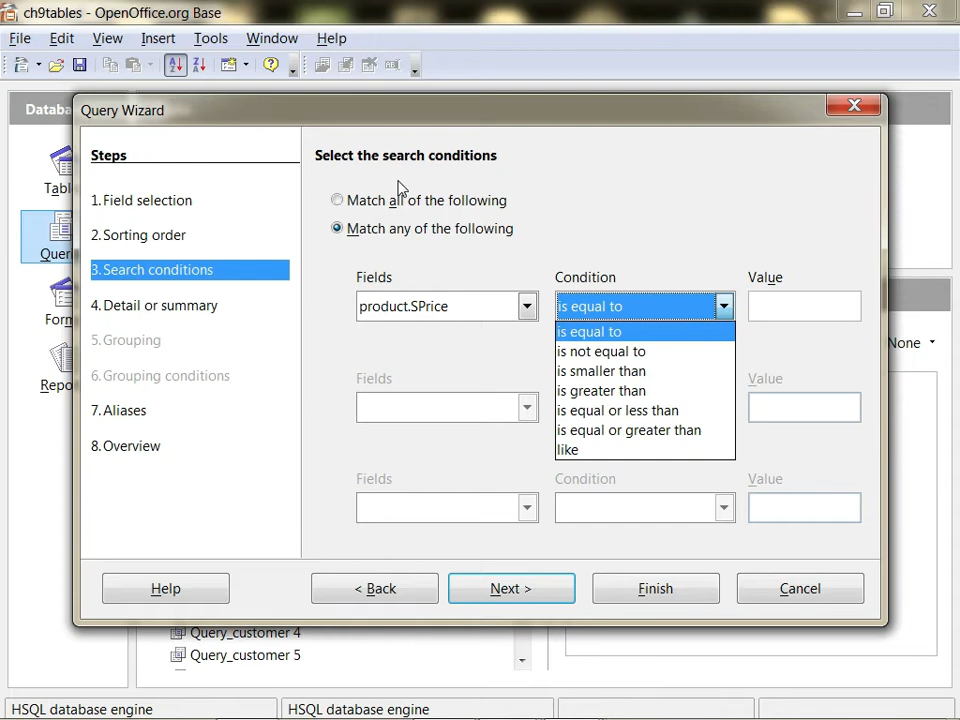 ch9tables - OpenOffice.org Base
File Edit View Insert Tools Window Help
Databa
Query Wizard
Steps
1.Field selection
2.Sorting order
3.Search conditions
4.Detail or summary
5.Grouping
6.Grouping conditions
7.Aliases
8.Overview
Select the search conditions
Match all of the following
Match any of the following
Fields Condition Value
product.SPrice is equal to
is equal to
is not equal to
is smaller than
is greater than
is equal or less than
is equal or greater than
like
Fields Value
Fields Condition Value
Help < Back Next > Finish Cancel
Tabl
Quer
Form
Repo
None
Query_customer 4
Query_customer 5
HSQL database engine HSQL database engine